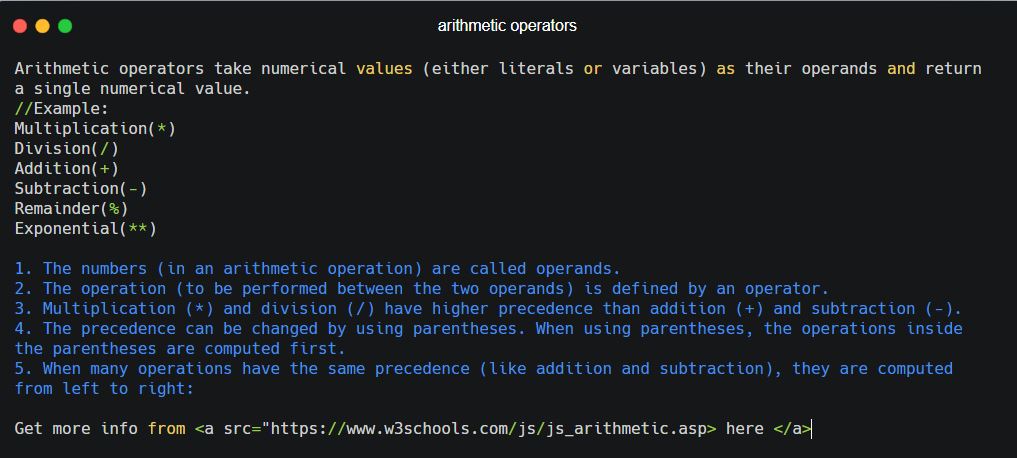 arithmetic operators
Arithmetic operators take numerical values (either literals or variables) as their operands and return
a single numerical value.
//Example:
Multiplication(*)
Division(/)
Addition(+)
Subtraction(-)
Remainder(%)
Exponential(**)
1. The numbers (in an arithmetic operation) are called operands.
2. The operation (to be performed between the two operands) is defined by an operator.
3. Multiplication (*) and division (/) have higher precedence than addition (+) and subtraction (-).
4. The precedence can be changed by using parentheses. When using parentheses, the operations inside
the parentheses are computed first.
5. When many operations have the same precedence (like addition and subtraction), they are computed
from left to right:
Get more info from <a src="https://www.w3schools.com/js/js_arithmetic.asp> here </a>